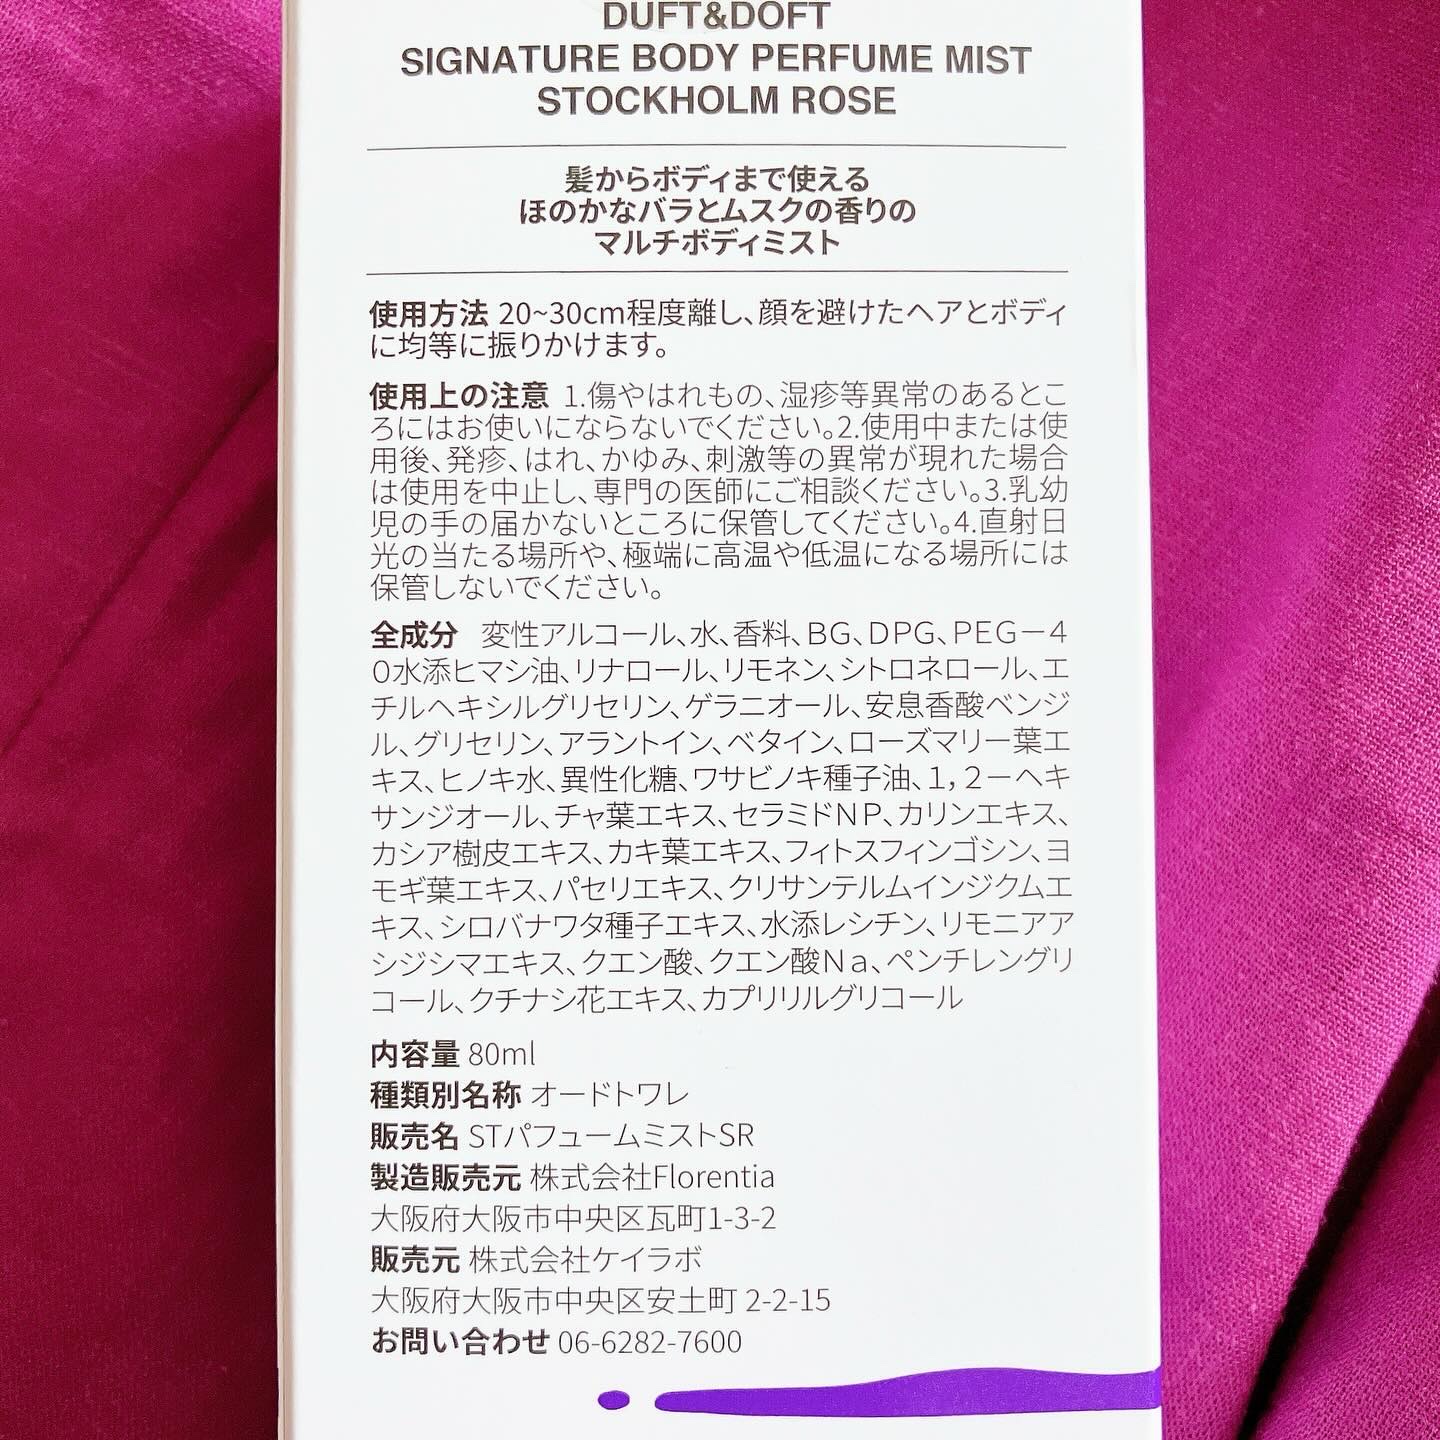 DUFT&DOFT
SIGNATURE BODY PERFUME MIST
STOCKHOLM ROSE
髪からボディまで使える
ほのかなバラとムスクの香りの
マルチボディミスト
使用方法 20~30cm程度離し、顔を避けたヘアとボディ
に均等に振りかけます。
使用上の注意 1.傷やはれもの、湿疹等異常のあるとこ
ろにはお使いにならないでください。2.使用中または使
用後、発疹、はれ、かゆみ、刺激等の異常が現れた場合
は使用を中止し、専門の医師にご相談ください。3.乳幼
児の手の届かないところに保管してください。4.直射日
光の当たる場所や、極端に高温や低温になる場所には
保管しないでください。
全成分 変性アルコール、水、香料、BG、DPG、PEG－4
0水添ヒマシ油、リナロール、リモネン、シトロネロール、エ
チルヘキシルグリセリン、ゲラニオール、安息香酸ベンジ
ル、グリセリン、アラントイン、ベタイン、ローズマリー葉エ
キス、ヒノキ水、異性化糖、ワサビノキ種子油、1，2－ヘキ
サンジオール、チャ葉エキス、セラミドNP、カリンエキス、
カシア樹皮エキス、カキ葉エキス、フィトスフィンゴシン、ヨ
モギ葉エキス、パセリエキス、クリサンテルムインジクムエ
キス、シロバナワタ種子エキス、水添レシチン、リモニアア
シジシマエキス、クエン酸、クエン酸Na、ペンチレングリ
コール、クチナシ花エキス、カプリリルグリコール
内容量 80ml
種類別名称 オードトワレ
販売名 STパフュームミストSR
製造販売元 株式会社Florentia
大阪府大阪市中央区瓦町1-3-2
販売元 株式会社ケイラボ
大阪府大阪市中央区安土町 2-2-15
お問い合わせ 06-6282-7600